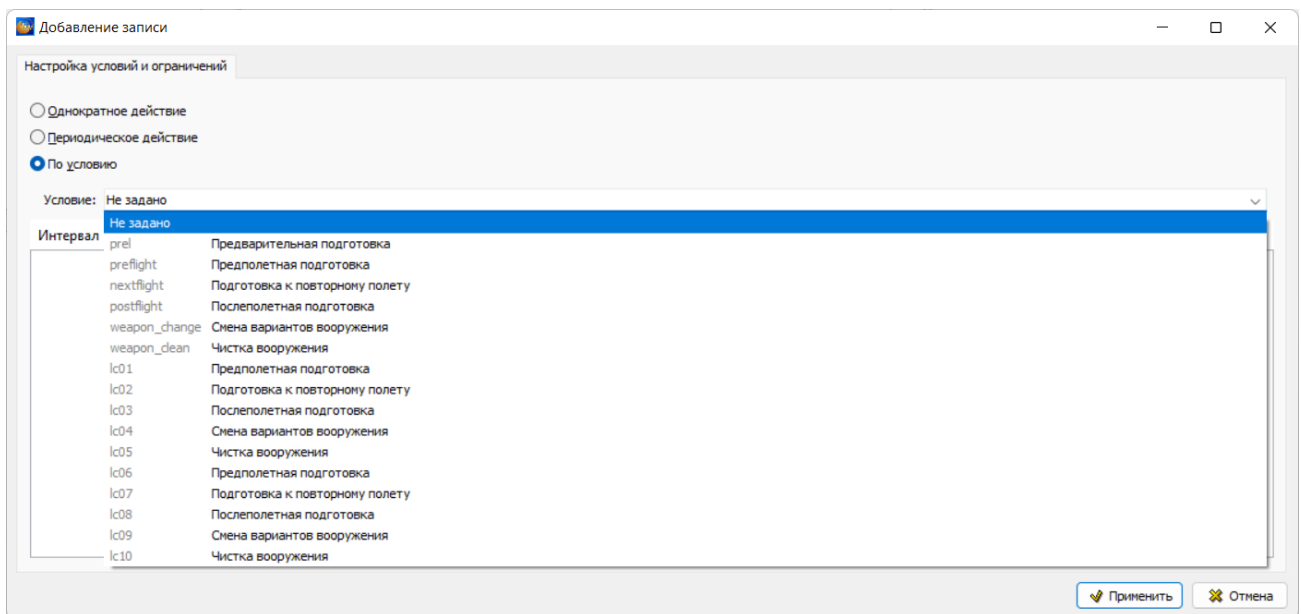 Добавление записи
Настройка условий и ограничений
Однократное действие
Периодическое действие
По условию
Условие: Не задано
Не задано
Интервал
prel Предварительная подготовка
preflight Предполетная подготовка
nextflight Подготовка к повторному полету
postflight Послеполетная подготовка
weapon_change Смена вариантов вооружения
weapon_clean Чистка вооружения
lc01 Предполетная подготовка
lc02 Подготовка к повторному полету
lc03 Послеполетная подготовка
lc04 Смена вариантов вооружения
lc05 Чистка вооружения
lc06 Предполетная подготовка
lc07 Подготовка к повторному полету
lc08 Послеполетная подготовка
lc09 Смена вариантов вооружения
lc10 Чистка вооружения
Применить Отмена